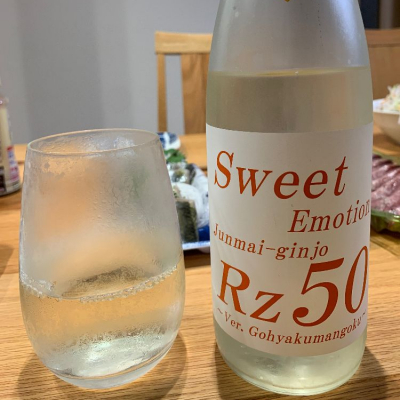 Sweet
Emotion
Junmai-ginjo
Rz50
~Ver. Gohyakumangoku~